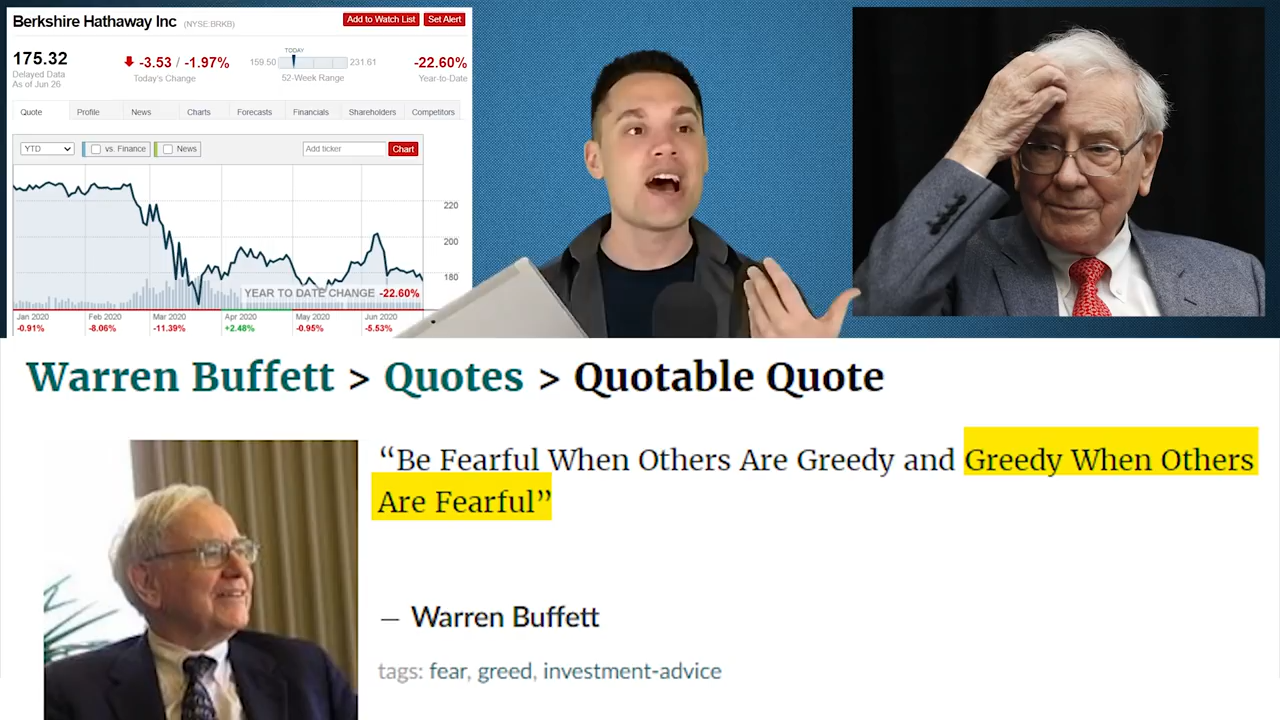 Berkshire Hathaway Inc (NYSE:BRKB)
Add to Watch List Set Alert
175.32
Delayed Data
As of Jun 26
-3.53 / -1.97%
Today's Change
TODAY
159.50 231.61
52-Week Range
-22.60%
Year-to-Date
Quote Profile News Charts Forecasts Financials Shareholders Competitors
YTD vs. Finance News Add ticker Chart
220
200
180
YEAR TO DATE CHANGE -22.60%
Jan 2020 Feb 2020 Mar 2020 Apr 2020 May 2020 Jun 2020
-0.91% -8.06% -11.39% +2.48% -0.95% -5.53%
Warren Buffett > Quotes > Quotable Quote
“Be Fearful When Others Are Greedy and Greedy When Others
Are Fearful”
— Warren Buffett
tags: fear, greed, investment-advice